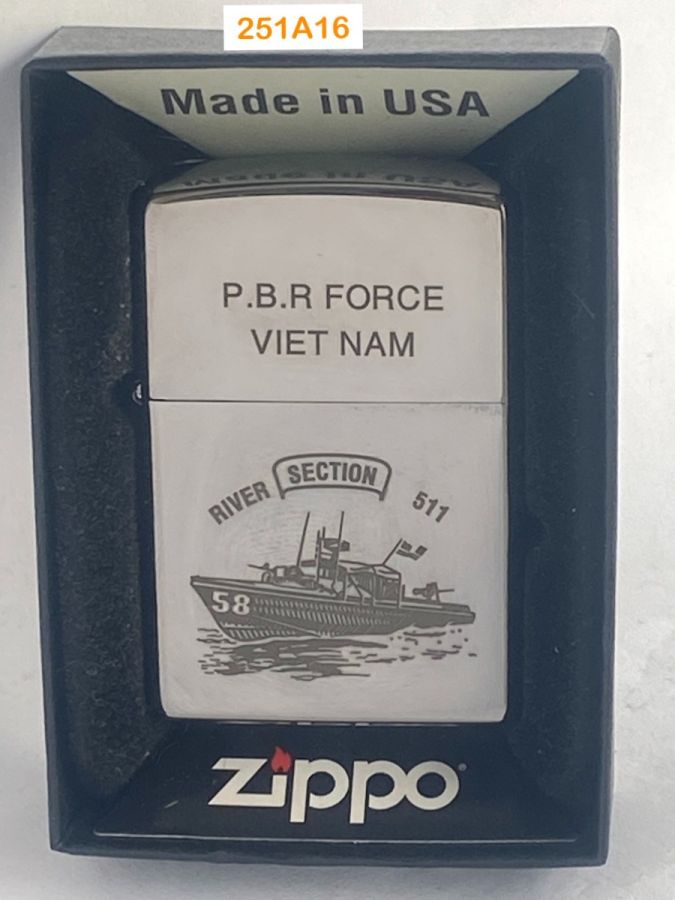 251A16
Made in USA
P.B.R FORCE
VIET NAM
RIVER SECTION 511
58
zippo